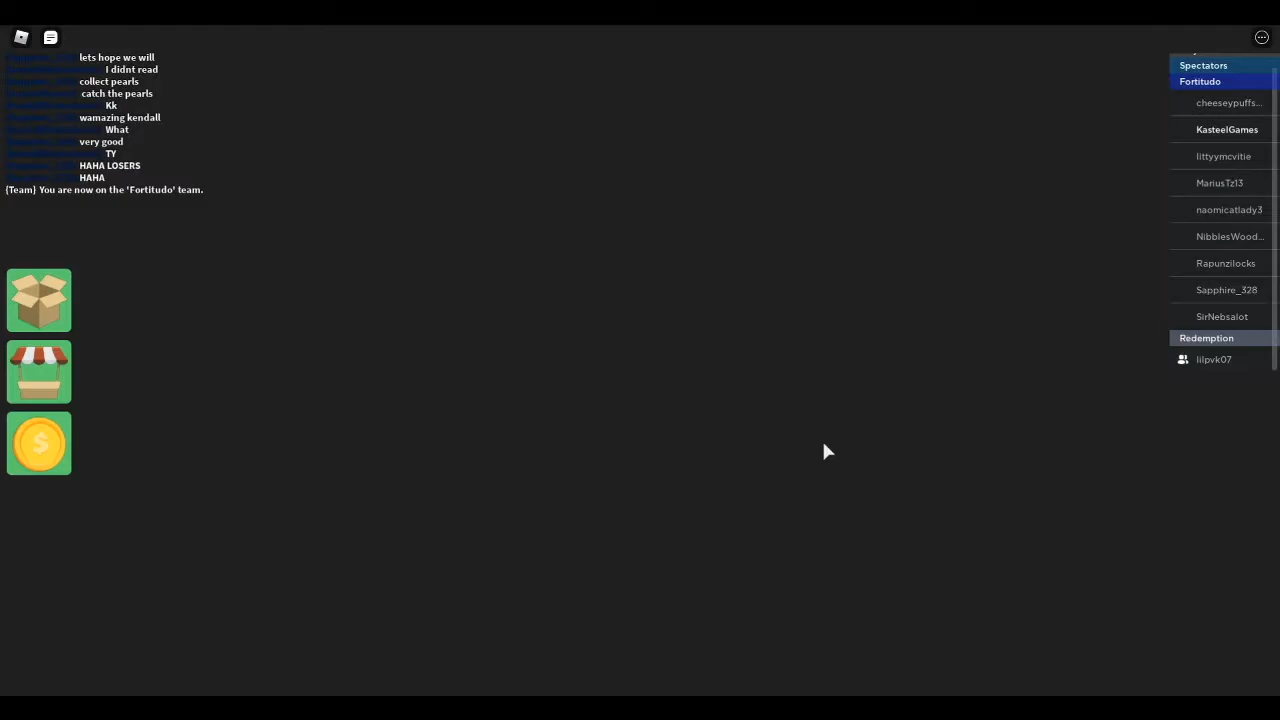 lets hope we will
I didnt read
collect pearls
catch the pearls
Kk
wamazing kendall
What
very good
TY
HAHA LOSERS
HAHA
{Team} You are now on the 'Fortitudo' team.
Spectators
Fortitudo
cheeseypuffs...
KasteelGames
littyymcvitie
MariusTz13
naomicatlady3
NibblesWood...
Rapunzilocks
Sapphire_328
SirNebsalot
Redemption
lilpvk07
$